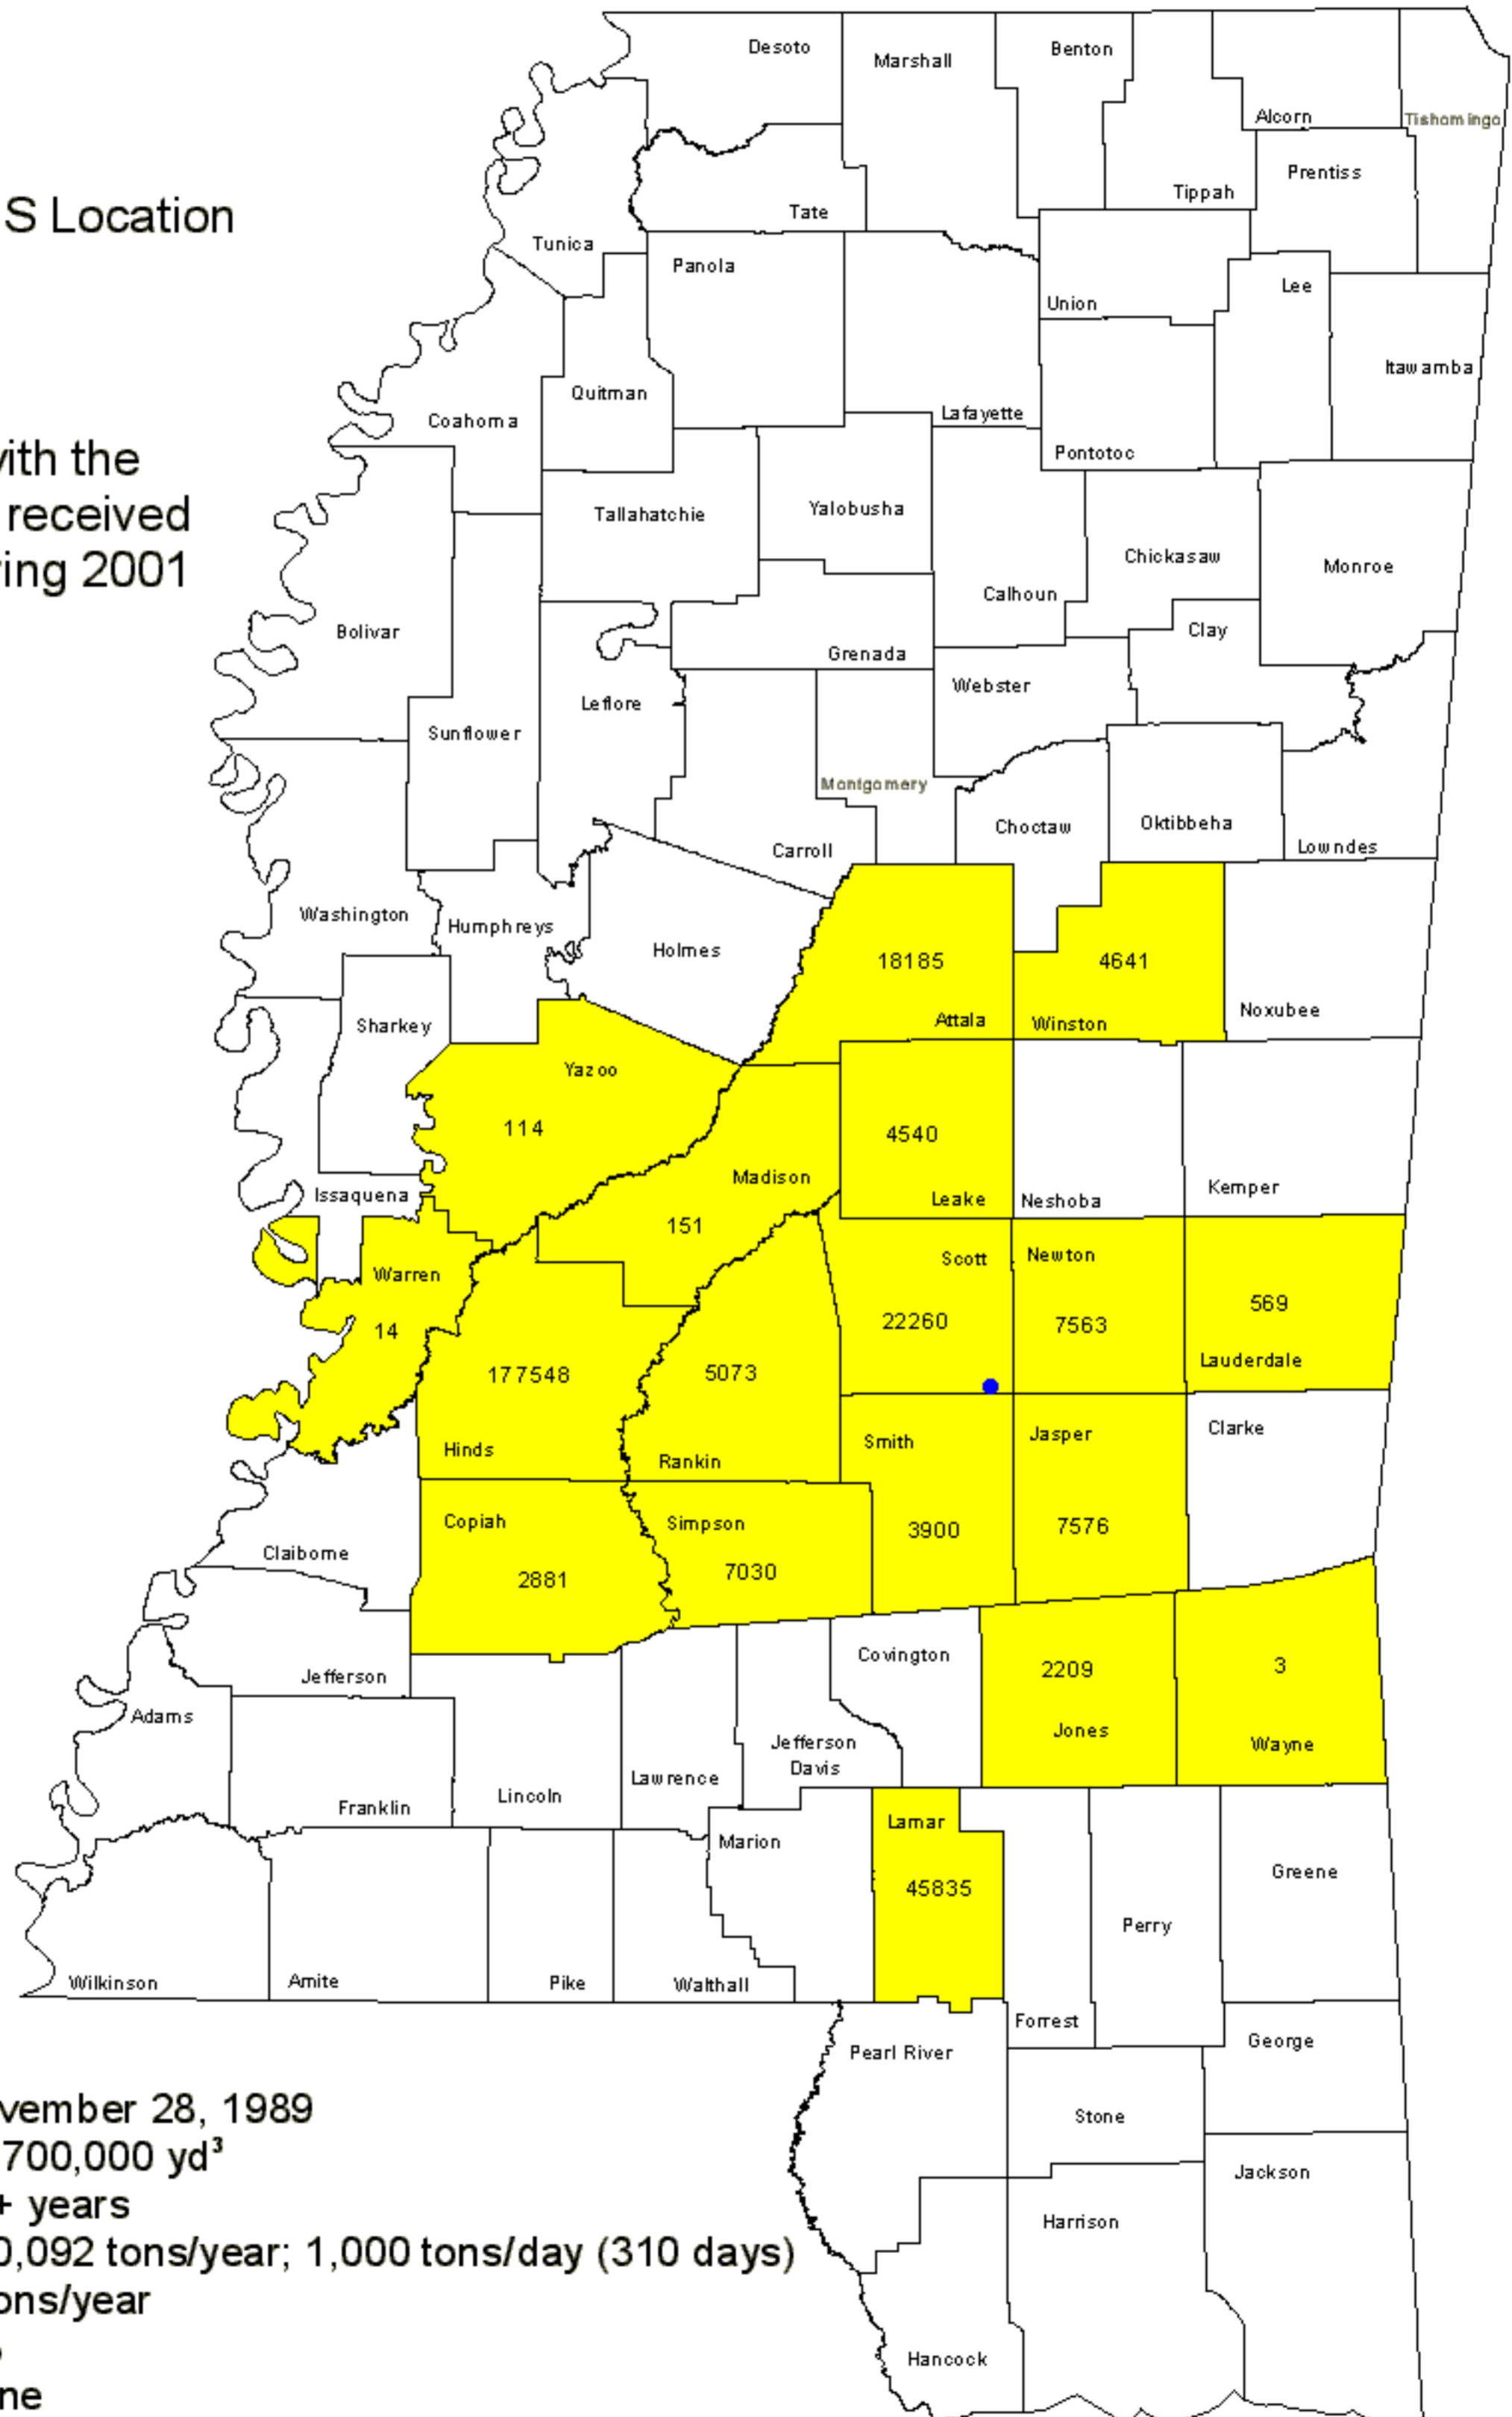 Desoto
Marshall
Benton
Alcorn
Tishomingo
Tippah
Prentiss
S Location
Tate
Tunica
Panola
Union
Lee
Itawamba
Quitman
Coahoma
Lafayette
Pontotoc
ith the
received
ring 2001
Tallahatchie
Yalobusha
Chickasaw
Monroe
Calhoun
Bolivar
Clay
Grenada
Webster
Leflore
Sunflower
Montgomery
Choctaw
Oktibbeha
Lowndes
Carroll
Washington
Humphreys
Holmes
18185
4641
Attala
Winston
Noxubee
Sharkey
Yazoo
114
4540
Madison
Leake
Neshoba
Kemper
Issaquena
151
Scott
Newton
Warren
14
22260
7563
569
Lauderdale
177548
5073
Hinds
Rankin
Smith
Jasper
Clarke
Copiah
Simpson
3900
7576
Claiborne
2881
7030
Jefferson
Covington
2209
3
Adams
Jones
Wayne
Jefferson
Davis
Lawrence
Lincoln
Franklin
Marion
Lamar
45835
Greene
Perry
Wilkinson
Amite
Pike
Walthall
Forrest
George
Pearl River
Stone
Jackson
Harrison
Hancock
vember 28, 1989
700,000 yd³
+ years
0,092 tons/year; 1,000 tons/day (310 days)
ons/year
ne